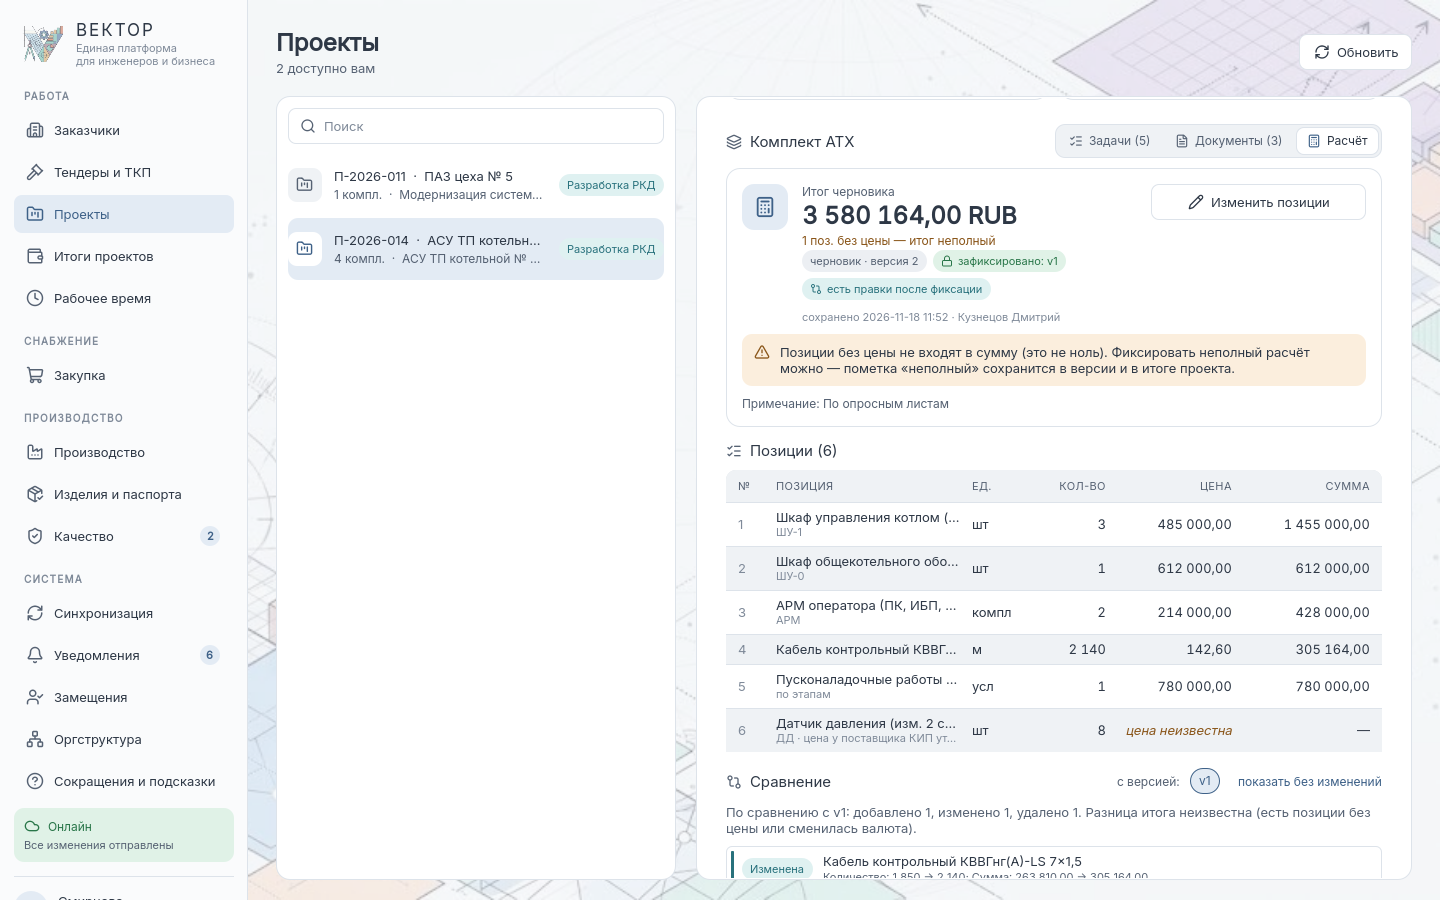 ВЕКТОР
Единая платформа
для инженеров и бизнеса
РАБОТА
Заказчики
Тендеры и ТКП
Проекты
Итоги проектов
Рабочее время
СНАБЖЕНИЕ
Закупка
ПРОИЗВОДСТВО
Производство
Изделия и паспорта
Качество 2
СИСТЕМА
Синхронизация
Уведомления 6
Замещения
Оргструктура
Сокращения и подсказки
Онлайн
Все изменения отправлены
Проекты
2 доступно вам
Обновить
Поиск
П-2026-011 · ПАЗ цеха № 5
1 компл. · Модернизация систем…
Разработка РКД
П-2026-014 · АСУ ТП котельн…
4 компл. · АСУ ТП котельной № …
Разработка РКД
Комплект АТХ
Задачи (5) Документы (3) Расчёт
Итог черновика
3 580 164,00 RUB
Изменить позиции
1 поз. без цены — итог неполный
черновик · версия 2 зафиксировано: v1
есть правки после фиксации
сохранено 2026-11-18 11:52 · Кузнецов Дмитрий
Позиции без цены не входят в сумму (это не ноль). Фиксировать неполный расчёт
можно — пометка «неполный» сохранится в версии и в итоге проекта.
Примечание: По опросным листам
Позиции (6)
№ ПОЗИЦИЯ ЕД. КОЛ-ВО ЦЕНА СУММА
1 Шкаф управления котлом (… шт 3 485 000,00 1 455 000,00
ШУ-1
2 Шкаф общекотельного обо… шт 1 612 000,00 612 000,00
ШУ-0
3 АРМ оператора (ПК, ИБП, … компл 2 214 000,00 428 000,00
АРМ
4 Кабель контрольный КВВГ… м 2 140 142,60 305 164,00
5 Пусконаладочные работы … усл 1 780 000,00 780 000,00
по этапам
6 Датчик давления (изм. 2 с… шт 8 цена неизвестна —
ДД · цена у поставщика КИП ут…
Сравнение
с версией: v1 показать без изменений
По сравнению с v1: добавлено 1, изменено 1, удалено 1. Разница итога неизвестна (есть позиции без
цены или сменилась валюта).
Изменена
Кабель контрольный КВВГнг(А)-LS 7×1,5
Количество: 1 850 → 2 140· Сумма: 263 810,00 → 305 164,00